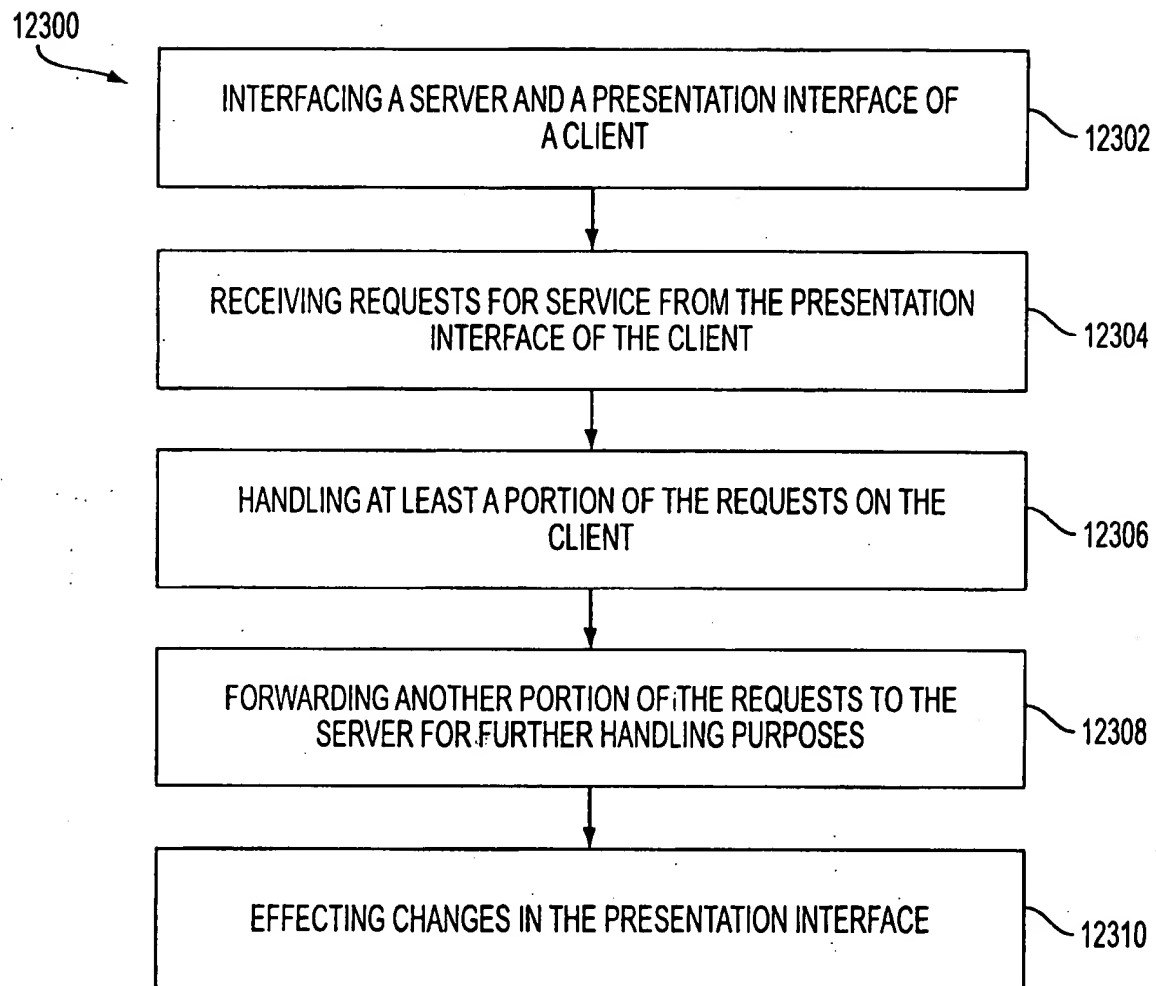 12300
INTERFACING A SERVER AND A PRESENTATION INTERFACE OF
A CLIENT
12302
RECEIVING REQUESTS FOR SERVICE FROM THE PRESENTATION
INTERFACE OF THE CLIENT
12304
HANDLING AT LEAST A PORTION OF THE REQUESTS ON THE
CLIENT
12306
FORWARDING ANOTHER PORTION OF THE REQUESTS TO THE
SERVER FOR FURTHER HANDLING PURPOSES
12308
EFFECTING CHANGES IN THE PRESENTATION INTERFACE
12310